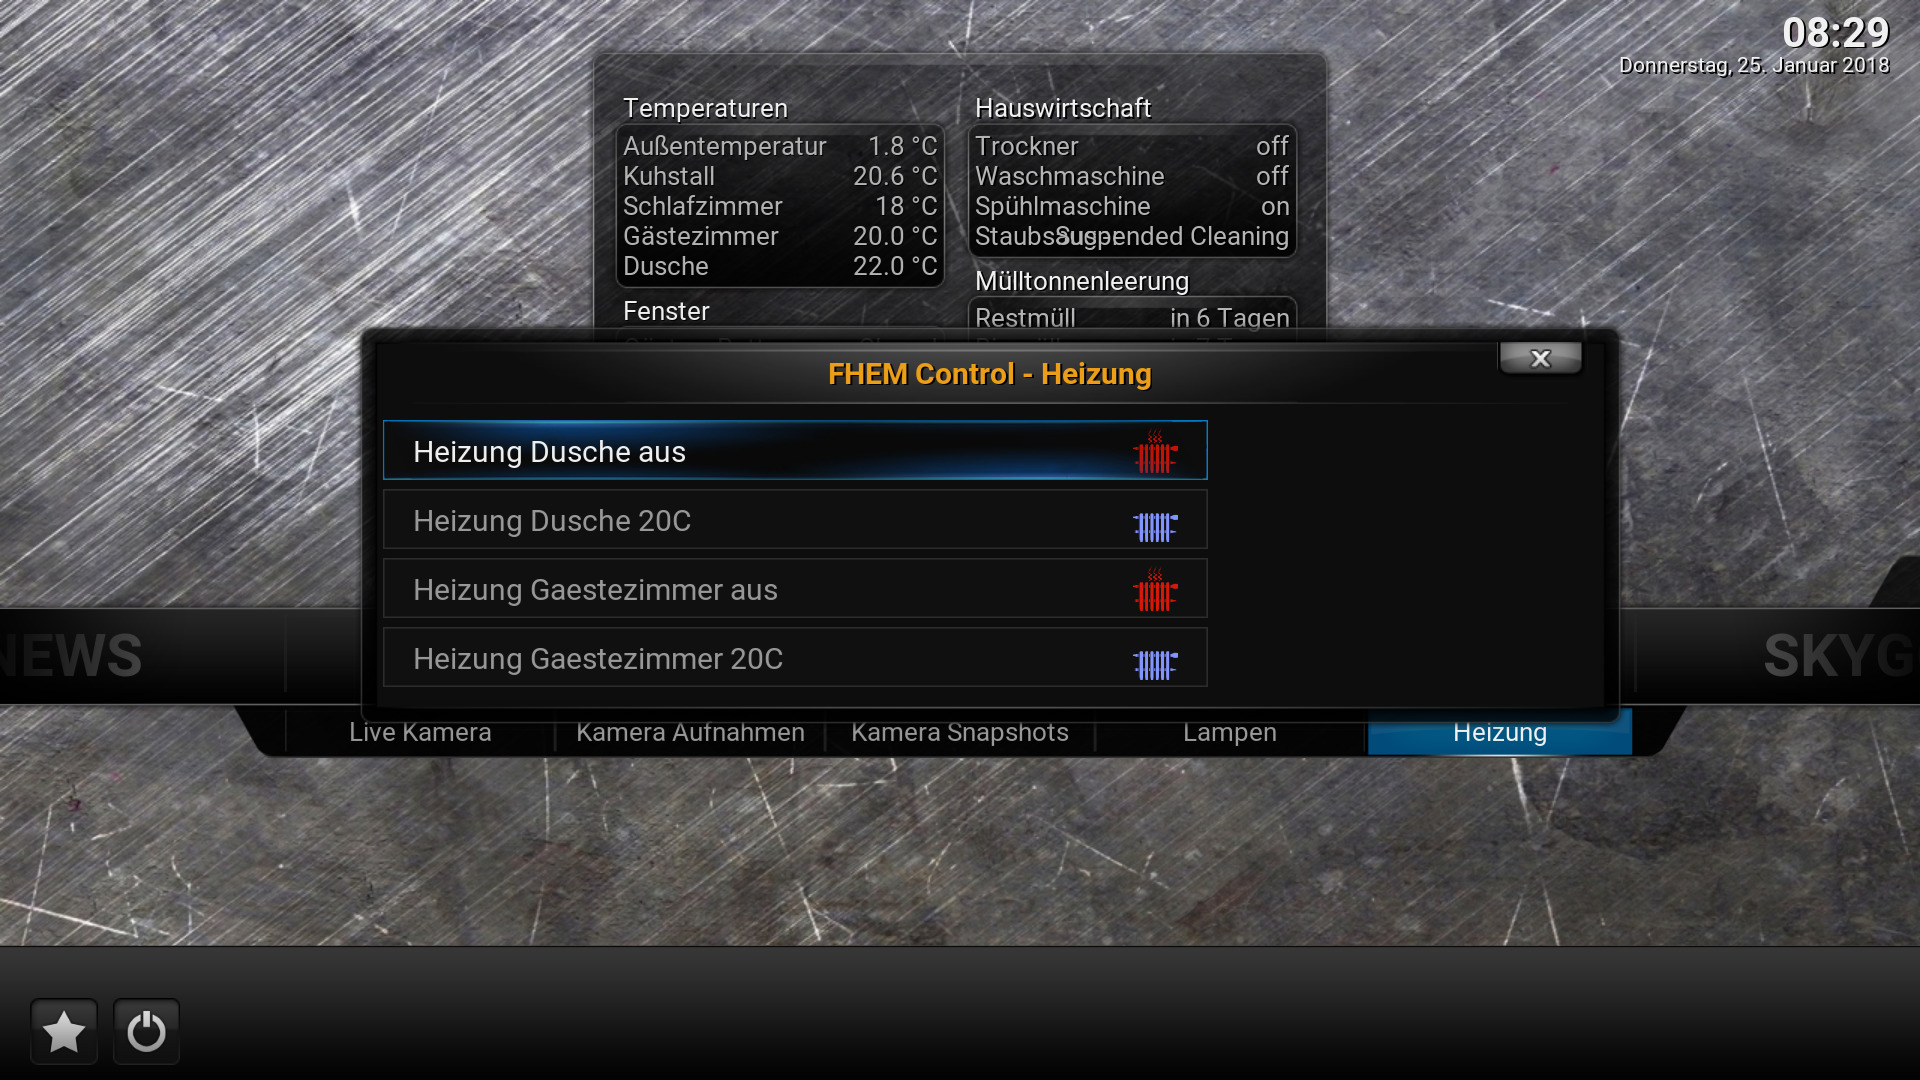 08:29
Donnerstag, 25. Januar 2018
Temperaturen
Außentemperatur 1.8 °C
Kuhstall 20.6 °C
Schlafzimmer 18 °C
Gästezimmer 20.0 °C
Dusche 22.0 °C
Fenster
Hauswirtschaft
Trockner off
Waschmaschine off
Spühlmaschine on
Suspended Cleaning
Mülltonnenleerung
Restmüll in 6 Tagen
FHEM Control - Heizung
x
Heizung Dusche aus
Heizung Dusche 20C
Heizung Gaestezimmer aus
Heizung Gaestezimmer 20C
NEWS
SKYG
Live Kamera
Kamera Aufnahmen
Kamera Snapshots
Lampen
Heizung